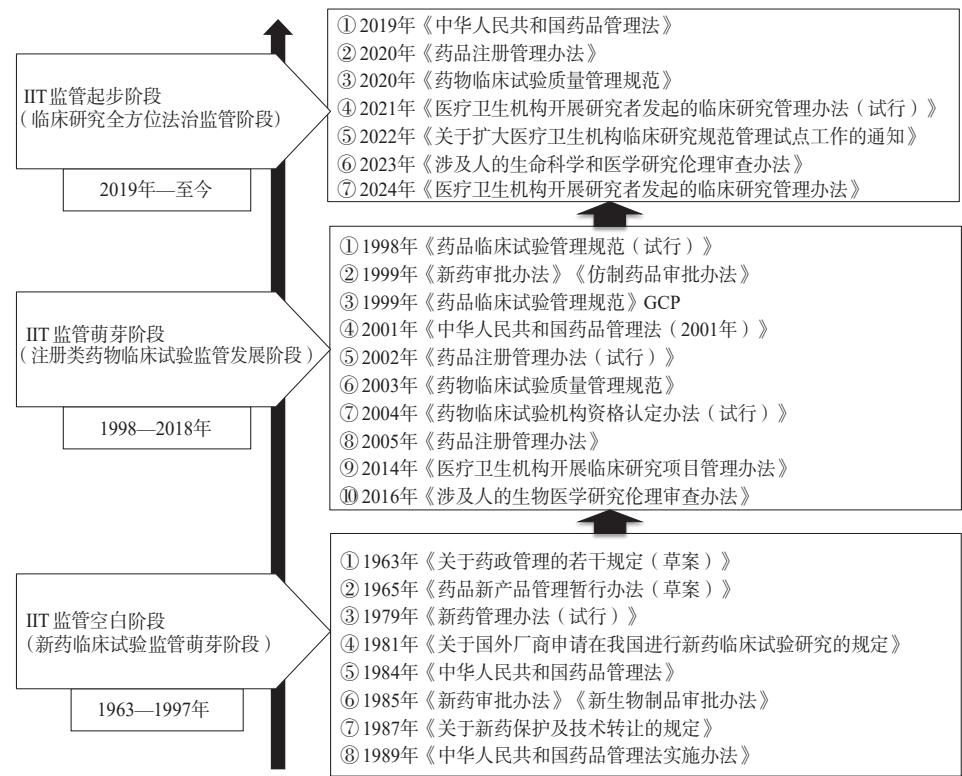 IIT 监管起步阶段
（临床研究全方位法治监管阶段）
2019年—至今
①2019年《中华人民共和国药品管理法》
②2020年《药品注册管理办法》
③2020年《药物临床试验质量管理规范》
④2021年《医疗卫生机构开展研究者发起的临床研究管理办法（试行）》
⑤2022年《关于扩大医疗卫生机构临床研究规范管理试点工作的通知》
⑥2023年《涉及人的生命科学和医学研究伦理审查办法》
⑦2024年《医疗卫生机构开展研究者发起的临床研究管理办法》
IIT 监管萌芽阶段
（注册类药物临床试验监管发展阶段）
1998—2018年
①1998年《药品临床试验管理规范（试行）》
②1999年《新药审批办法》《仿制药品审批办法》
③1999年《药品临床试验管理规范》GCP
④2001年《中华人民共和国药品管理法（2001年）》
⑤2002年《药品注册管理办法（试行）》
⑥2003年《药物临床试验质量管理规范》
⑦2004年《药物临床试验机构资格认定办法（试行）》
⑧2005年《药品注册管理办法》
⑨2014年《医疗卫生机构开展临床研究项目管理办法》
⑩2016年《涉及人的生物医学研究伦理审查办法》
IIT 监管空白阶段
（新药临床试验监管萌芽阶段）
1963—1997年
①1963年《关于药政管理的若干规定（草案）》
②1965年《药品新产品管理暂行办法（草案）》
③1979年《新药管理办法（试行）》
④1981年《关于国外厂商申请在我国进行新药临床试验研究的规定》
⑤1984年《中华人民共和国药品管理法》
⑥1985年《新药审批办法》《新生物制品审批办法》
⑦1987年《关于新药保护及技术转让的规定》
⑧1989年《中华人民共和国药品管理法实施办法》